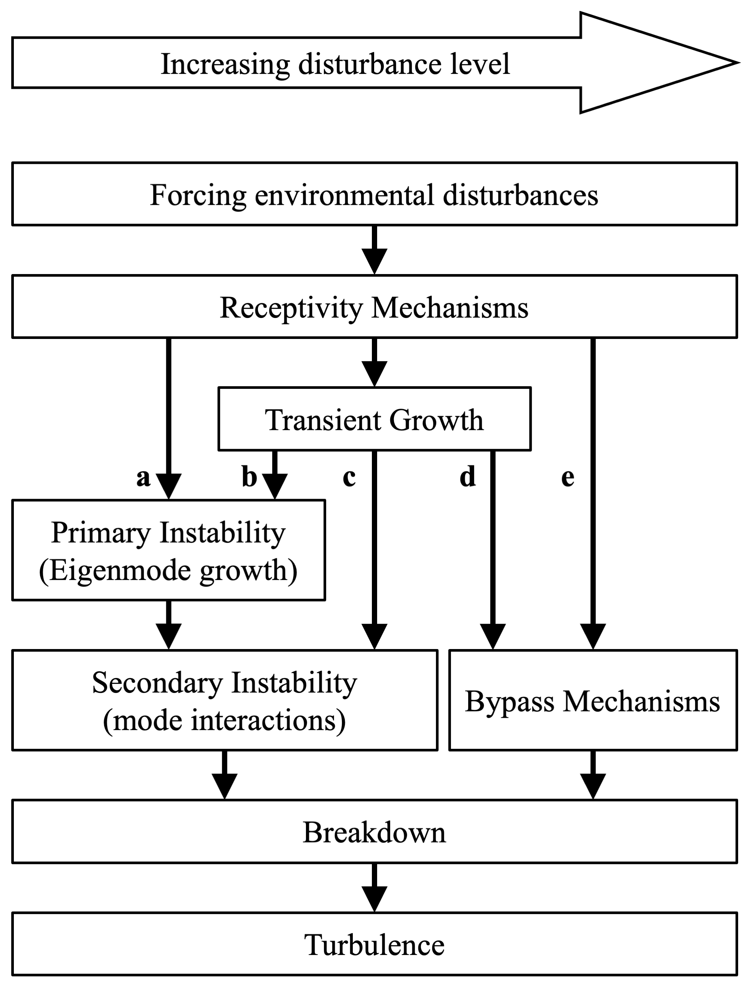 Increasing disturbance level
Forcing environmental disturbances
Receptivity Mechanisms
Transient Growth
a
b
c
d
e
Primary Instability
(Eigenmode growth)
Secondary Instability
(mode interactions)
Bypass Mechanisms
Breakdown
Turbulence